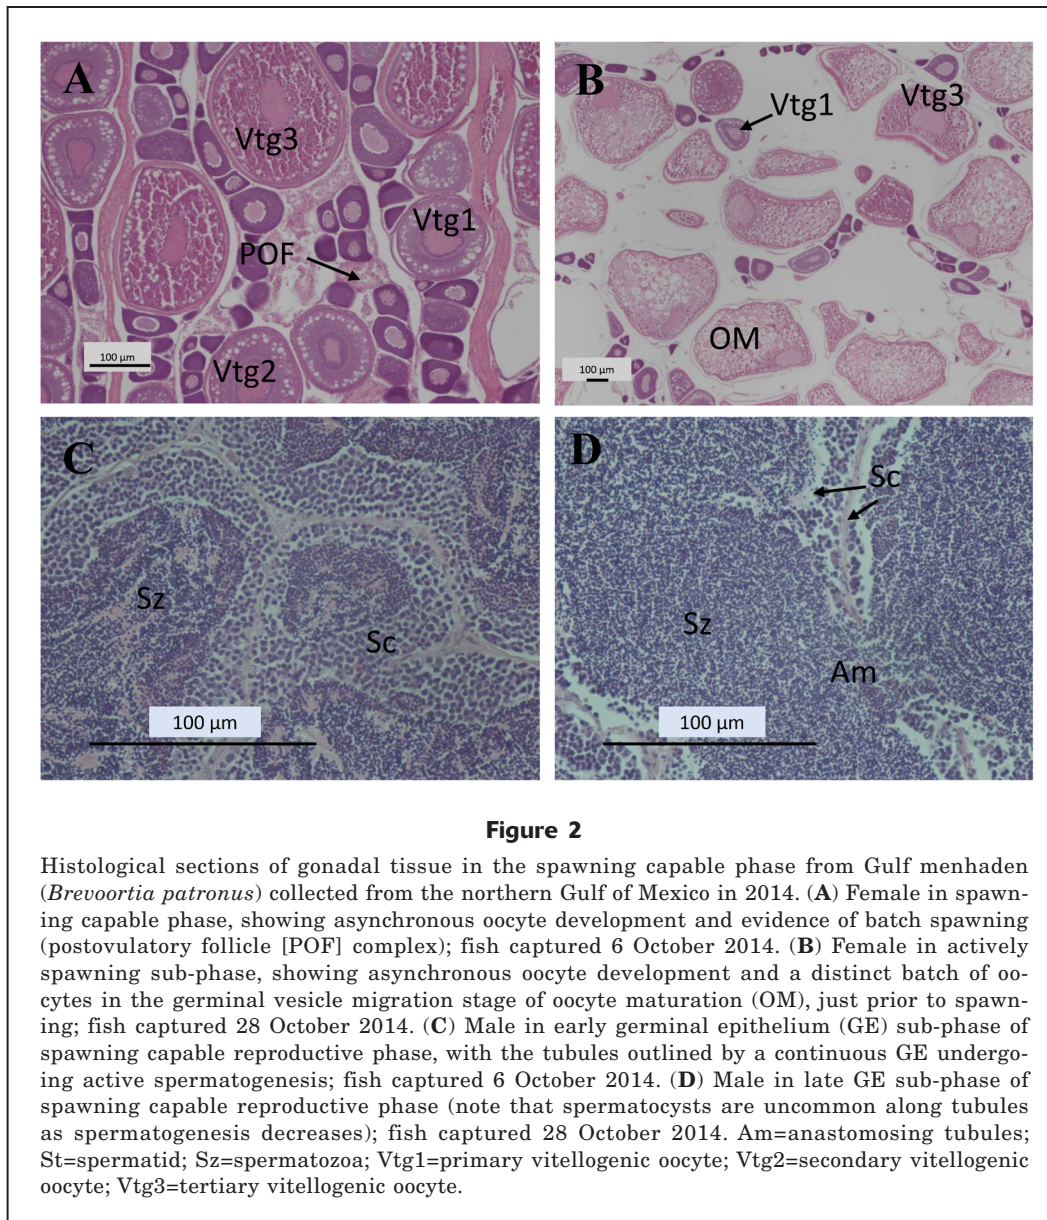 A
Vtg3
Vtg1
POF
Vtg2
100 µm
B
Vtg1
Vtg3
OM
100 µm
C
Sz
Sc
100 µm
D
Sc
Sz
Am
100 µm
Figure 2
Histological sections of gonadal tissue in the spawning capable phase from Gulf menhaden
(Brevoortia patronus) collected from the northern Gulf of Mexico in 2014. (A) Female in spawn-
ing capable phase, showing asynchronous oocyte development and evidence of batch spawning
(postovulatory follicle [POF] complex); fish captured 6 October 2014. (B) Female in actively
spawning sub-phase, showing asynchronous oocyte development and a distinct batch of oo-
cytes in the germinal vesicle migration stage of oocyte maturation (OM), just prior to spawn-
ing; fish captured 28 October 2014. (C) Male in early germinal epithelium (GE) sub-phase of
spawning capable reproductive phase, with the tubules outlined by a continuous GE undergo-
ing active spermatogenesis; fish captured 6 October 2014. (D) Male in late GE sub-phase of
spawning capable reproductive phase (note that spermatocysts are uncommon along tubules
as spermatogenesis decreases); fish captured 28 October 2014. Am=anastomosing tubules;
St=spermatid; Sz=spermatozoa; Vtg1=primary vitellogenic oocyte; Vtg2=secondary vitellogenic
oocyte; Vtg3=tertiary vitellogenic oocyte.